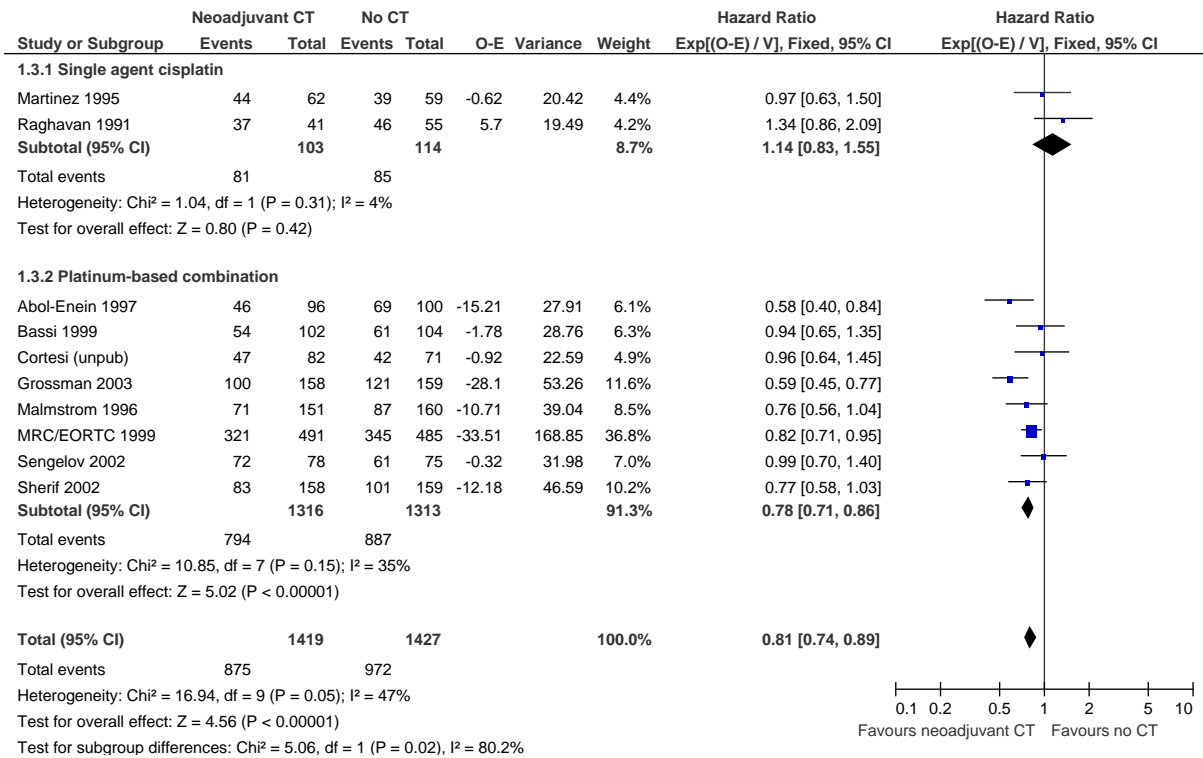 Neoadjuvant CT No CT Hazard Ratio Hazard Ratio
Study or Subgroup Events Total Events Total O-E Variance Weight Exp[(O-E) / V], Fixed, 95% CI Exp[(O-E) / V], Fixed, 95% CI
1.3.1 Single agent cisplatin
Martinez 1995 44 62 39 59 -0.62 20.42 4.4% 0.97 [0.63, 1.50]
Raghavan 1991 37 41 46 55 5.7 19.49 4.2% 1.34 [0.86, 2.09]
Subtotal (95% CI) 103 114 8.7% 1.14 [0.83, 1.55]
Total events 81 85
Heterogeneity: Chi² = 1.04, df = 1 (P = 0.31); I² = 4%
Test for overall effect: Z = 0.80 (P = 0.42)
1.3.2 Platinum-based combination
Abol-Enein 1997 46 96 69 100 -15.21 27.91 6.1% 0.58 [0.40, 0.84]
Bassi 1999 54 102 61 104 -1.78 28.76 6.3% 0.94 [0.65, 1.35]
Cortesi (unpub) 47 82 42 71 -0.92 22.59 4.9% 0.96 [0.64, 1.45]
Grossman 2003 100 158 121 159 -28.1 53.26 11.6% 0.59 [0.45, 0.77]
Malmstrom 1996 71 151 87 160 -10.71 39.04 8.5% 0.76 [0.56, 1.04]
MRC/EORTC 1999 321 491 345 485 -33.51 168.85 36.8% 0.82 [0.71, 0.95]
Sengelov 2002 72 78 61 75 -0.32 31.98 7.0% 0.99 [0.70, 1.40]
Sherif 2002 83 158 101 159 -12.18 46.59 10.2% 0.77 [0.58, 1.03]
Subtotal (95% CI) 1316 1313 91.3% 0.78 [0.71, 0.86]
Total events 794 887
Heterogeneity: Chi² = 10.85, df = 7 (P = 0.15); I² = 35%
Test for overall effect: Z = 5.02 (P < 0.00001)
Total (95% CI) 1419 1427 100.0% 0.81 [0.74, 0.89]
Total events 875 972
Heterogeneity: Chi² = 16.94, df = 9 (P = 0.05); I² = 47%
Test for overall effect: Z = 4.56 (P < 0.00001)
Test for subgroup differences: Chi² = 5.06, df = 1 (P = 0.02), I² = 80.2%
0.1 0.2 0.5 1 2 5 10
Favours neoadjuvant CT Favours no CT